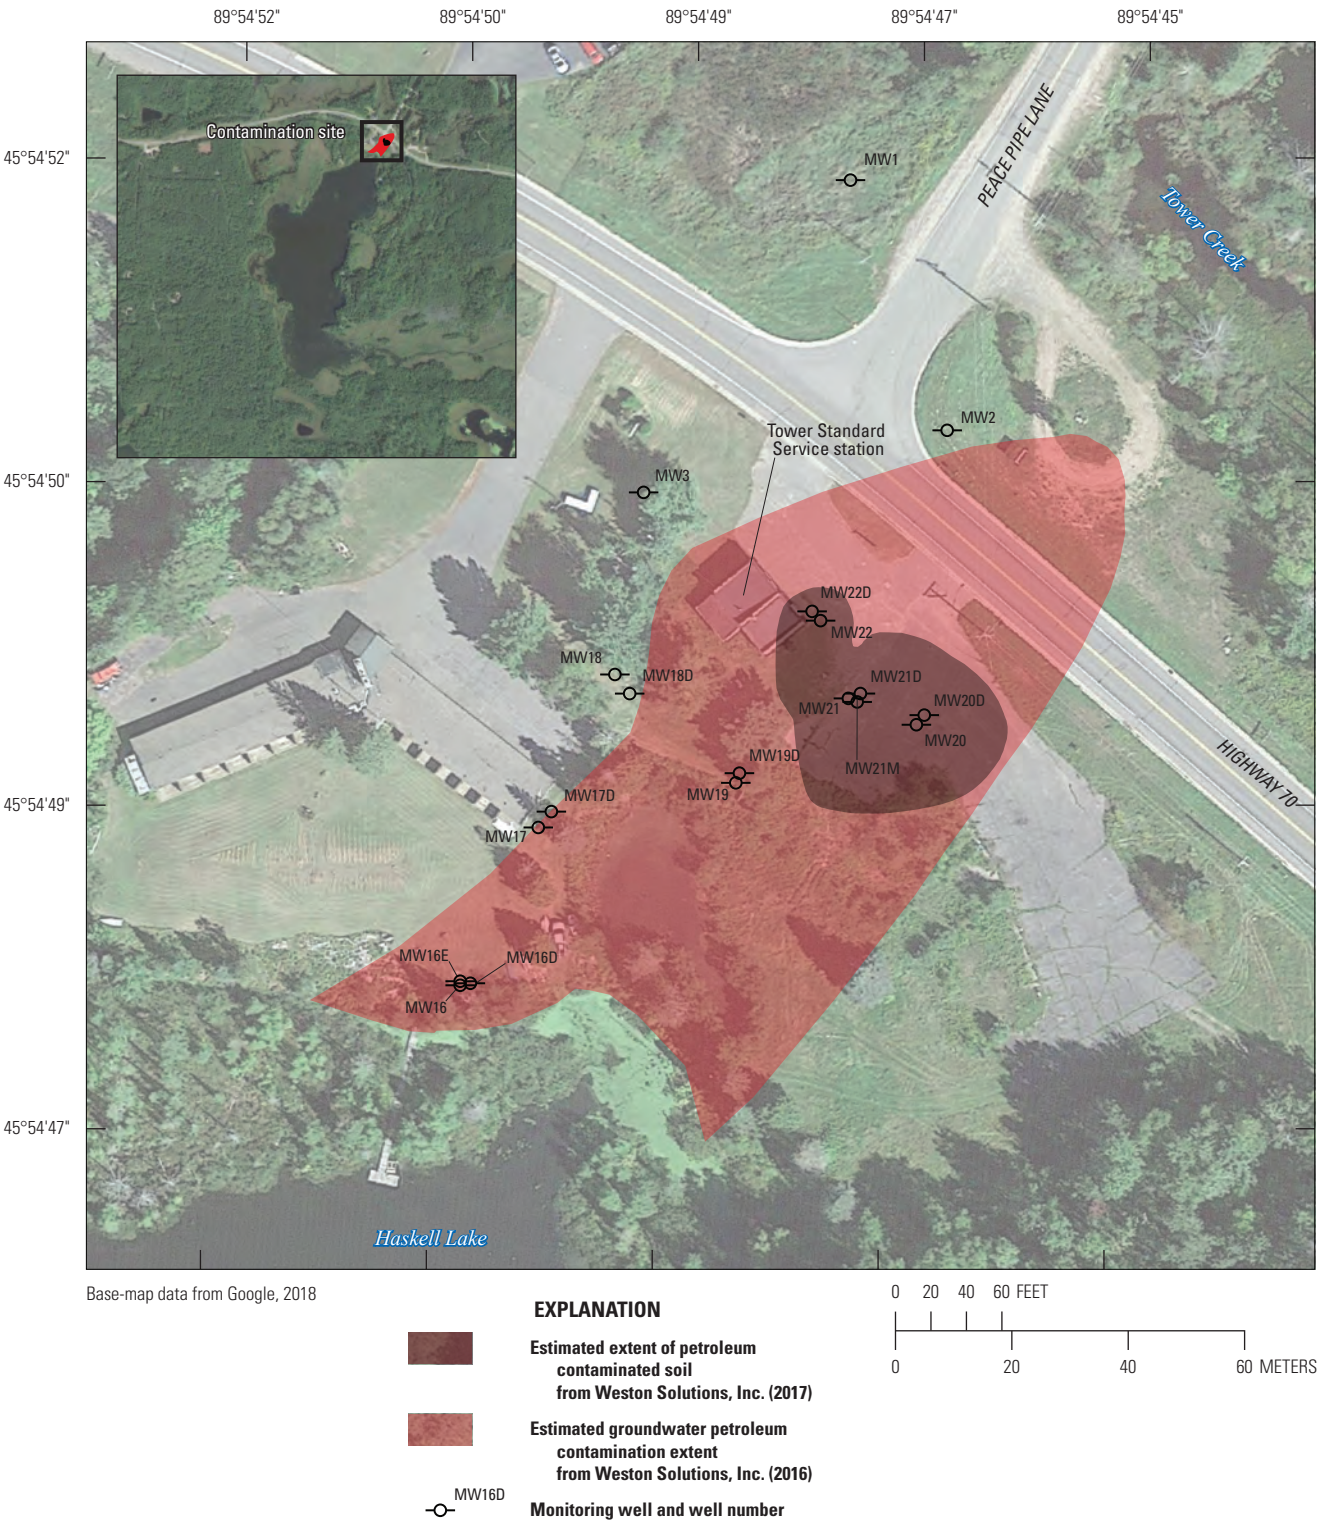 89°54'52" 89°54'50" 89°54'49" 89°54'47" 89°54'45"
45°54'52"
45°54'50"
45°54'49"
45°54'47"
Contamination site
MW1
PEACE PIPE LANE
Tower Creek
MW2
Tower Standard
Service station
MW3
MW22D
MW22
MW18
MW18D
MW21D
MW21
MW20D
MW20
MW21M
MW19D
MW19
MW17D
MW17
HIGHWAY 70
MW16E
MW16D
MW16
Haskell Lake
Base-map data from Google, 2018
0 20 40 60 FEET
0 20 40 60 METERS
EXPLANATION
Estimated extent of petroleum
contaminated soil
from Weston Solutions, Inc. (2017)
Estimated groundwater petroleum
contamination extent
from Weston Solutions, Inc. (2016)
MW16D
Monitoring well and well number